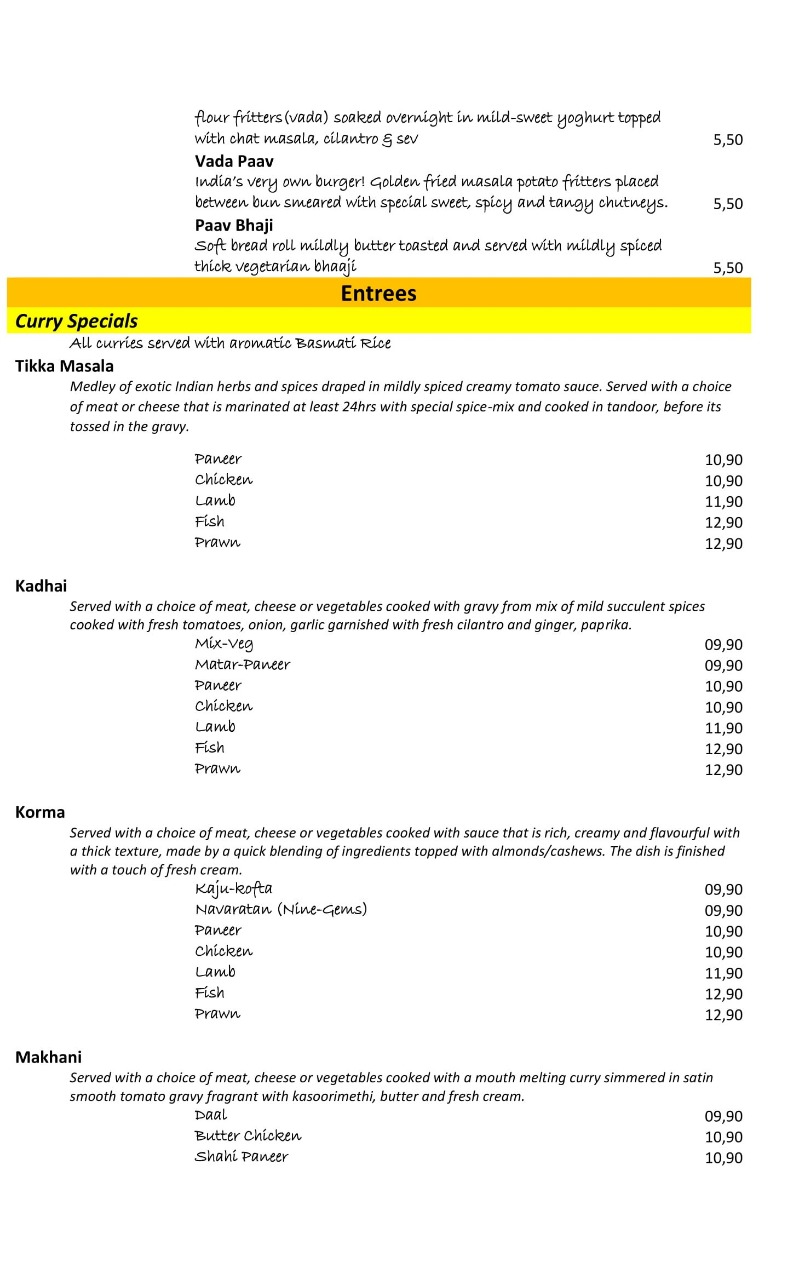 flour fritters(vada) soaked overnight in mild-sweet yoghurt topped
with chat masala, cilantro & sev 5,50
Vada Paav
India's very own burger! Golden fried masala potato fritters placed
between bun smeared with special sweet, spicy and tangy chutneys. 5,50
Paav Bhaji
Soft bread roll mildly butter toasted and served with mildly spiced
thick vegetarian bhaaji 5,50
Entrees
Curry Specials
All curries served with aromatic Basmati Rice
Tikka Masala
Medley of exotic Indian herbs and spices draped in mildly spiced creamy tomato sauce. Served with a choice
of meat or cheese that is marinated at least 24hrs with special spice-mix and cooked in tandoor, before its
tossed in the gravy.
Paneer 10,90
Chicken 10,90
Lamb 11,90
Fish 12,90
Prawn 12,90
Kadhai
Served with a choice of meat, cheese or vegetables cooked with gravy from mix of mild succulent spices
cooked with fresh tomatoes, onion, garlic garnished with fresh cilantro and ginger, paprika.
Mix-Veg 09,90
Matar-Paneer 09,90
Paneer 10,90
Chicken 10,90
Lamb 11,90
Fish 12,90
Prawn 12,90
Korma
Served with a choice of meat, cheese or vegetables cooked with sauce that is rich, creamy and flavourful with
a thick texture, made by a quick blending of ingredients topped with almonds/cashews. The dish is finished
with a touch of fresh cream.
Kaju-kofta 09,90
Navaratan (Nine-Gems) 09,90
Paneer 10,90
Chicken 10,90
Lamb 11,90
Fish 12,90
Prawn 12,90
Makhani
Served with a choice of meat, cheese or vegetables cooked with a mouth melting curry simmered in satin
smooth tomato gravy fragrant with kasoorimethi, butter and fresh cream.
Daal 09,90
Butter Chicken 10,90
Shahi Paneer 10,90